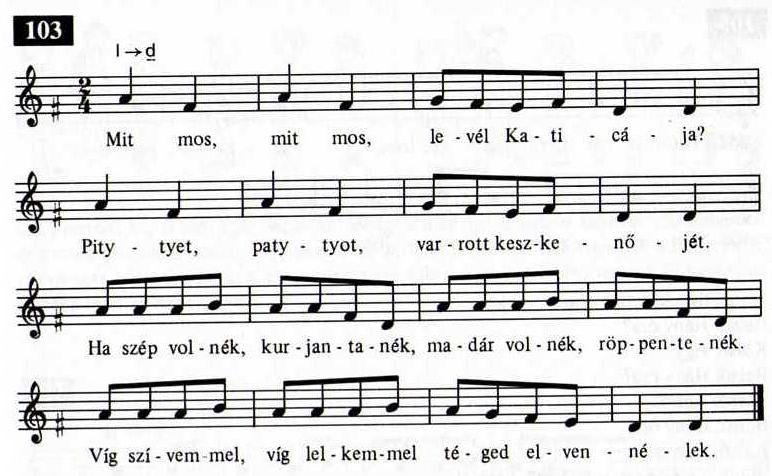 103
l → d
2
4
Mit mos, mit mos, le - vél Ka - ti - cá - ja?
Pity - tyet, paty - tyot, var - rott kesz - ke - nő jét.
Ha szép vol - nék, kur - jan - ta - nék, ma - dár vol - nék, röp - pen - te - nék.
Víg szí - vem - mel, víg lel - kem - mel té - ged el - ven - né - lek.